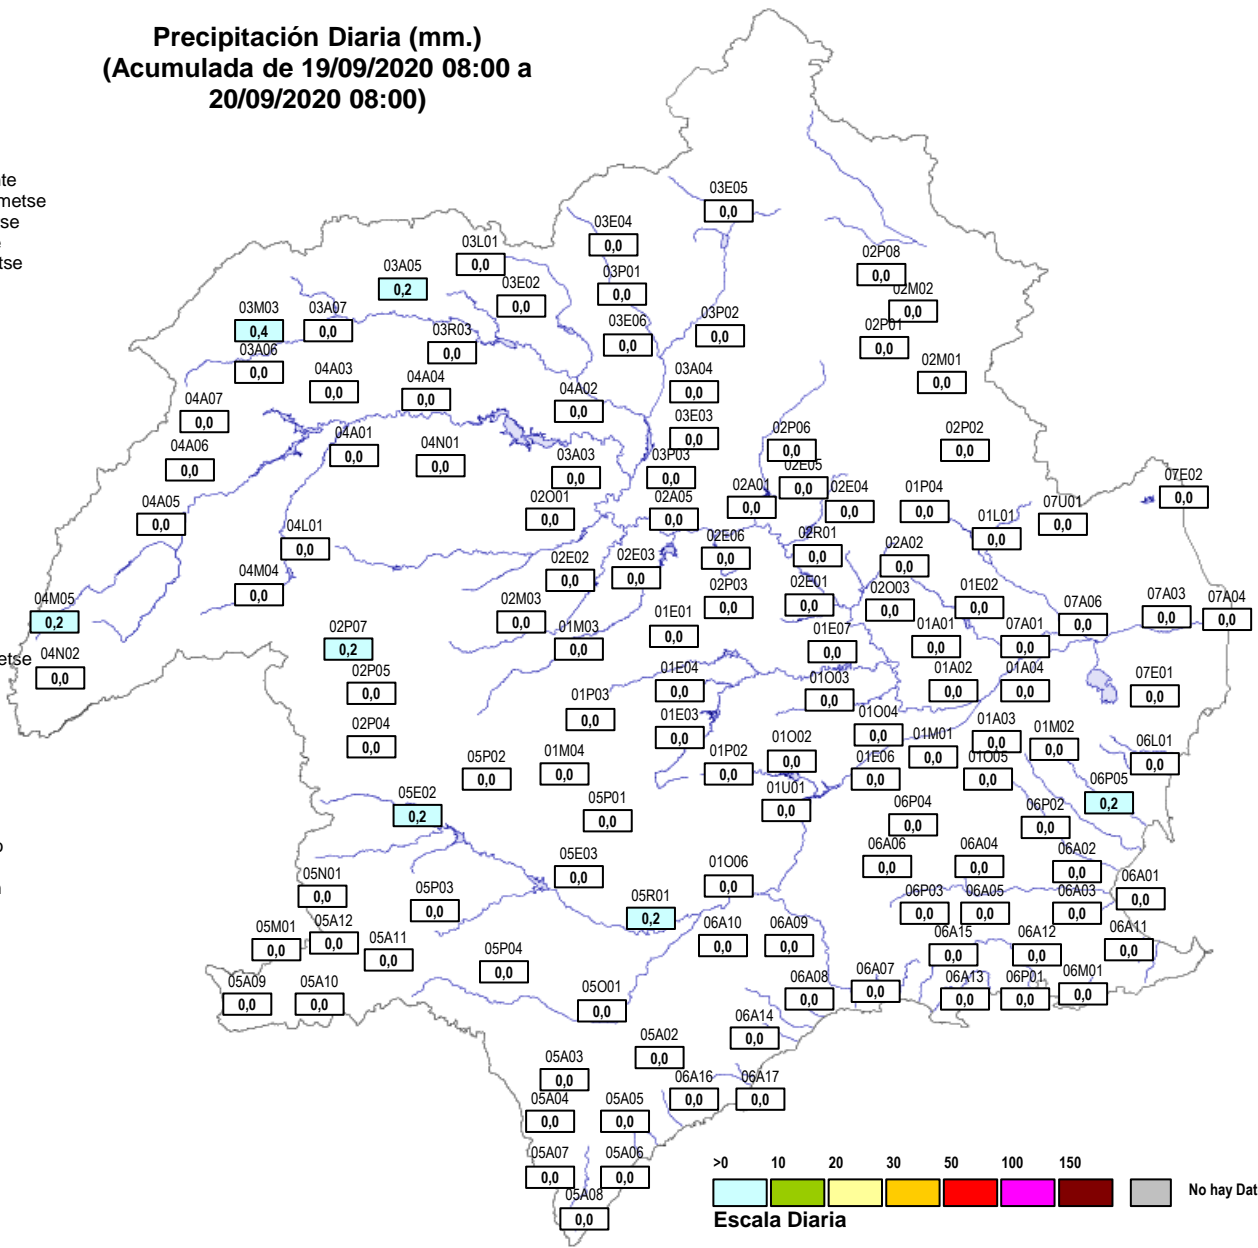 Precipitación Diaria (mm.)
(Acumulada de 19/09/2020 08:00 a
20/09/2020 08:00)
03E05
0,0
03E04
0,0
03L01
0,0
02P08
0,0
03A05
0,2
03P01
0,0
03E02
0,0
02M02
0,0
03M03
0,4
03A07
0,0
03P02
0,0
03E06
0,0
03R03
0,0
02P01
0,0
03A06
0,0
02M01
0,0
04A03
0,0
04A04
0,0
03A04
0,0
04A02
0,0
04A07
0,0
03E03
0,0
02P06
0,0
02P02
0,0
04A01
0,0
04A06
0,0
04N01
0,0
03A03
0,0
03P03
0,0
02E05
0,0
07E02
0,0
02A01
0,0
02E04
0,0
01P04
0,0
04A05
0,0
02O01
0,0
02A05
0,0
07U01
0,0
01L01
0,0
04L01
0,0
02R01
0,0
02E06
0,0
02A02
0,0
02E02
0,0
02E03
0,0
04M04
0,0
02P03
0,0
02E01
0,0
02O03
0,0
01E02
0,0
04M05
0,2
02M03
0,0
07A03
0,0
07A04
0,0
07A06
0,0
01E01
0,0
02P07
0,2
01M03
0,0
01E07
0,0
01A01
0,0
07A01
0,0
04N02
0,0
02P05
0,0
01E04
0,0
01O03
0,0
01A02
0,0
01A04
0,0
07E01
0,0
01P03
0,0
01E03
0,0
02P04
0,0
01O04
0,0
01A03
0,0
01M02
0,0
01M01
0,0
01O02
0,0
06L01
0,0
05P02
0,0
01M04
0,0
01P02
0,0
01E06
0,0
01O05
0,0
05E02
0,2
01U01
0,0
06P05
0,2
05P01
0,0
06P04
0,0
06P02
0,0
05E03
0,0
06A06
0,0
06A04
0,0
06A02
0,0
05N01
0,0
01O06
0,0
06A01
0,0
05P03
0,0
05R01
0,2
06P03
0,0
06A05
0,0
06A03
0,0
05M01
0,0
05A12
0,0
06A10
0,0
06A09
0,0
06A15
0,0
06A12
0,0
06A11
0,0
05A11
0,0
05P04
0,0
05A09
0,0
05A10
0,0
05O01
0,0
06A08
0,0
06A07
0,0
06A13
0,0
06P01
0,0
06M01
0,0
06A14
0,0
05A02
0,0
05A03
0,0
06A16
0,0
06A17
0,0
05A04
0,0
05A05
0,0
05A07
0,0
05A06
0,0
05A08
0,0
>0 10 20 30 50 100 150
No hay Dat
Escala Diaria